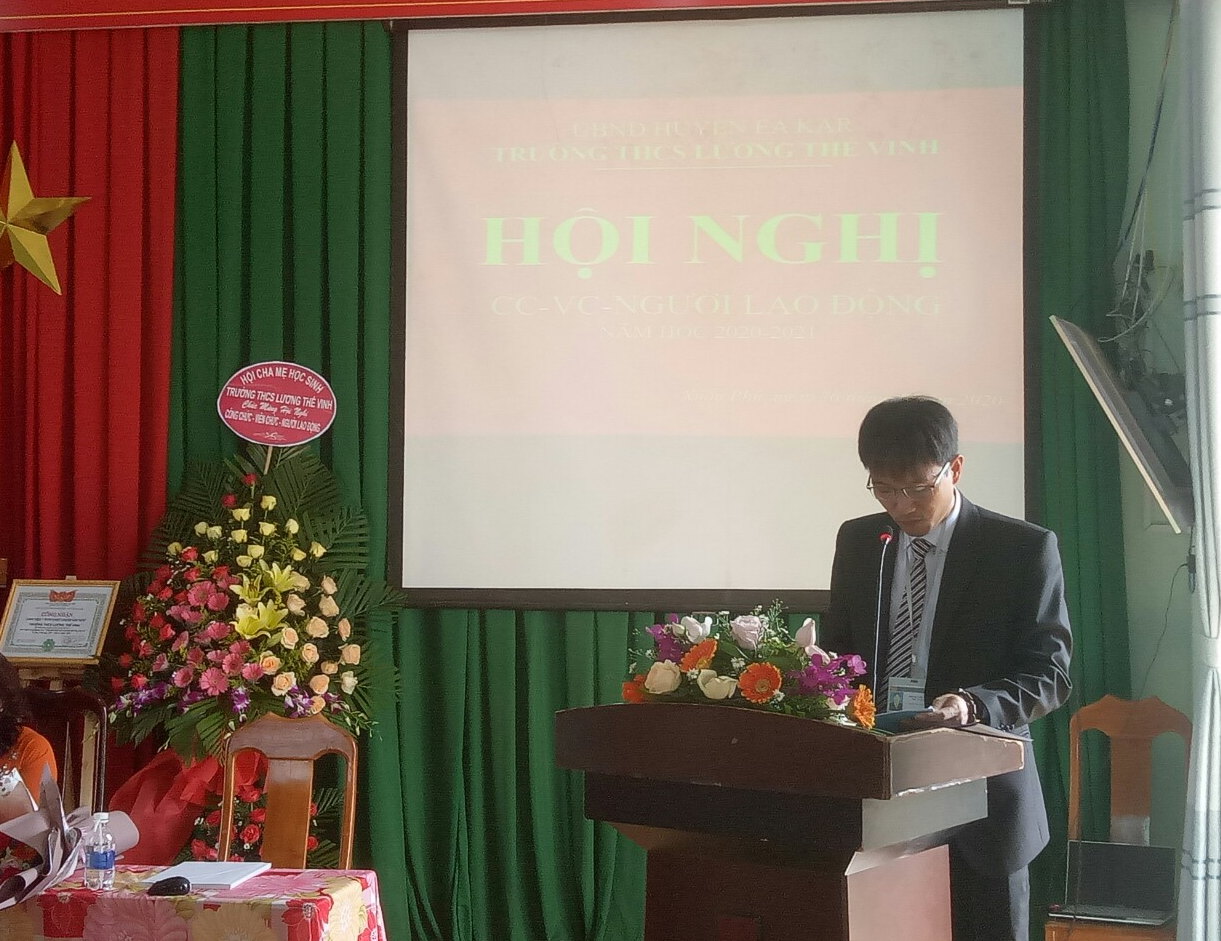 UBND HUYỆN EA KAR
TRƯỜNG THCS LƯƠNG THẾ VINH
HỘI NGHỊ
CC-VC-NGƯỜI LAO ĐỘNG
NĂM HỌC 2020-2021
HỘI CHA MẸ HỌC SINH
TRƯỜNG THCS LƯƠNG THẾ VINH
Chúc Mừng Hội Nghị
CÔNG CHỨC - VIÊN CHỨC - NGƯỜI LAO ĐỘNG
CÔNG NHẬN